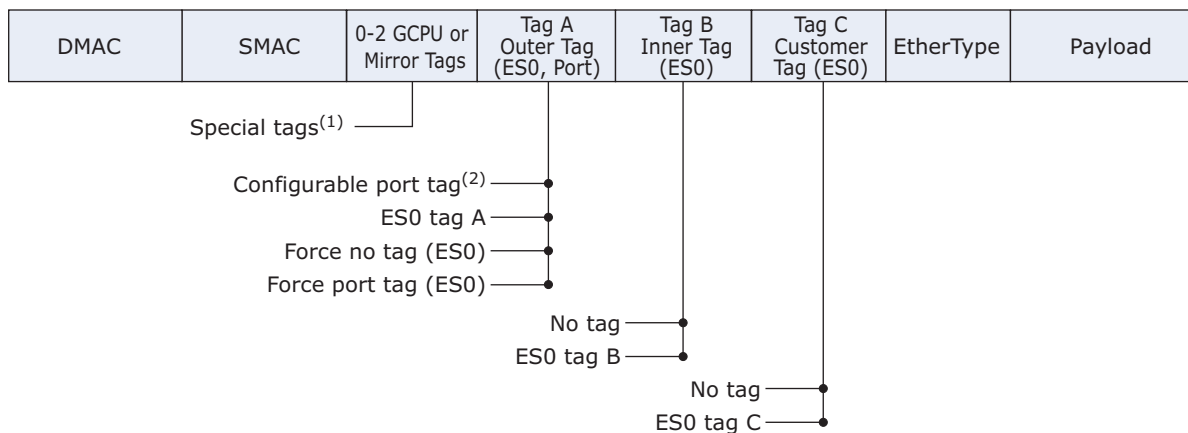 DMAC
SMAC
0-2 GCPU or
Mirror Tags
Tag A
Outer Tag
(ES0, Port)
Tag B
Inner Tag
(ES0)
Tag C
Customer
Tag (ES0)
EtherType
Payload
Special tags(1)
Configurable port tag(2)
ES0 tag A
Force no tag (ES0)
Force port tag (ES0)
No tag
ES0 tag B
No tag
ES0 tag C